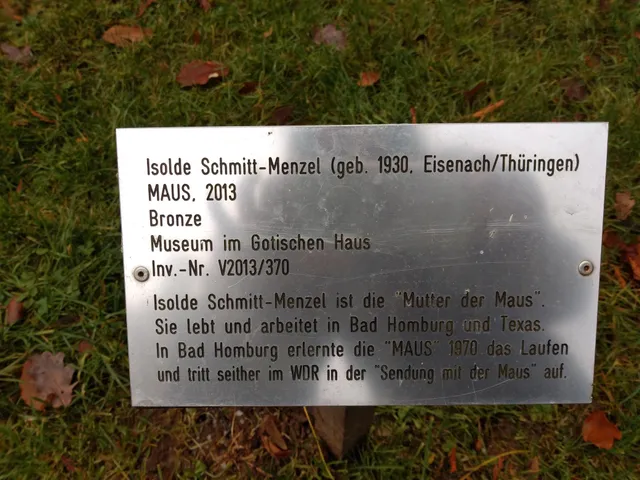 Isolde Schmitt-Menzel (geb. 1930, Eisenach/Thüringen)
MAUS, 2013
Bronze
Museum im Gotischen Haus
Inv.-Nr. V2013/370
Isolde Schmitt-Menzel ist die "Mutter der Maus".
Sie lebt und arbeitet in Bad Homburg und Texas.
In Bad Homburg erlernte die "MAUS" 1970 das Laufen
und tritt seither im WDR in der "Sendung mit der Maus" auf.